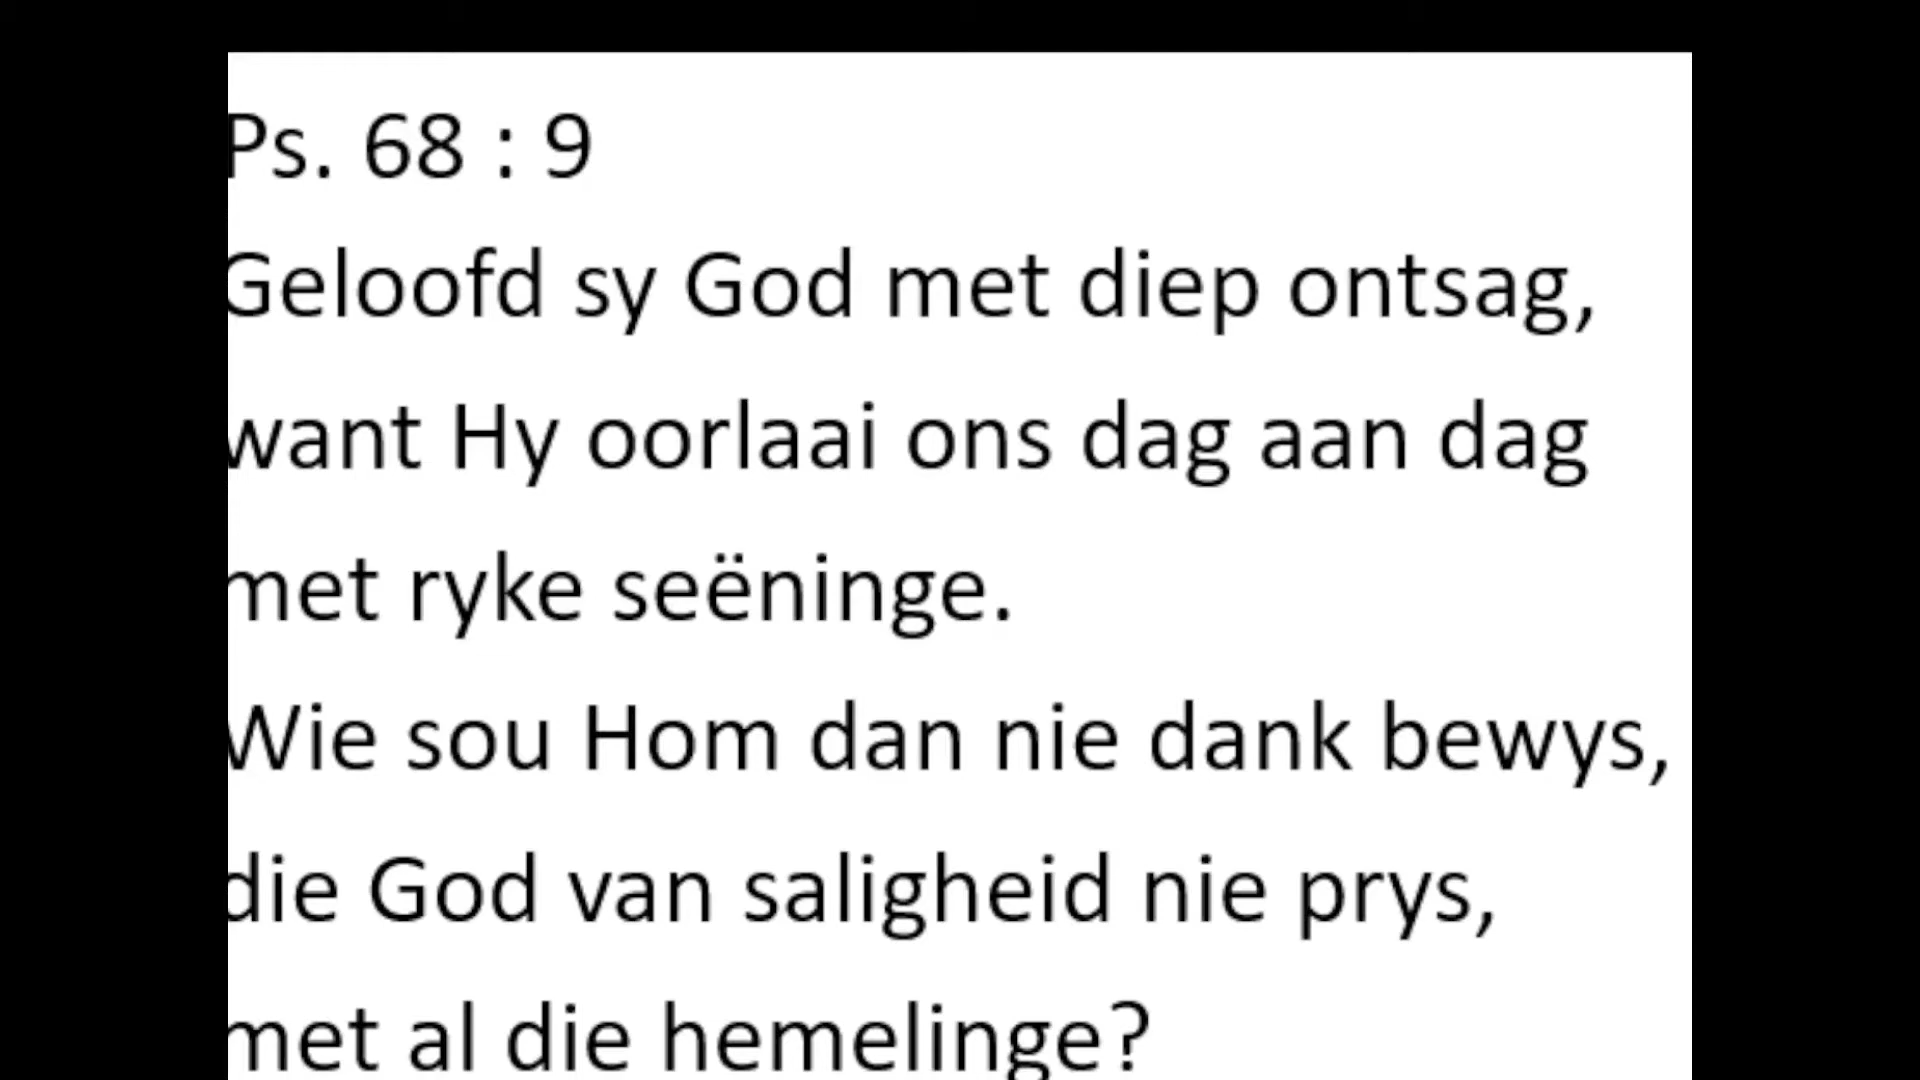 Ps. 68 : 9
Geloofd sy God met diep ontsag,
want Hy oorlaai ons dag aan dag
met ryke seëninge.
Wie sou Hom dan nie dank bewys,
die God van saligheid nie prys,
met al die hemelinge?